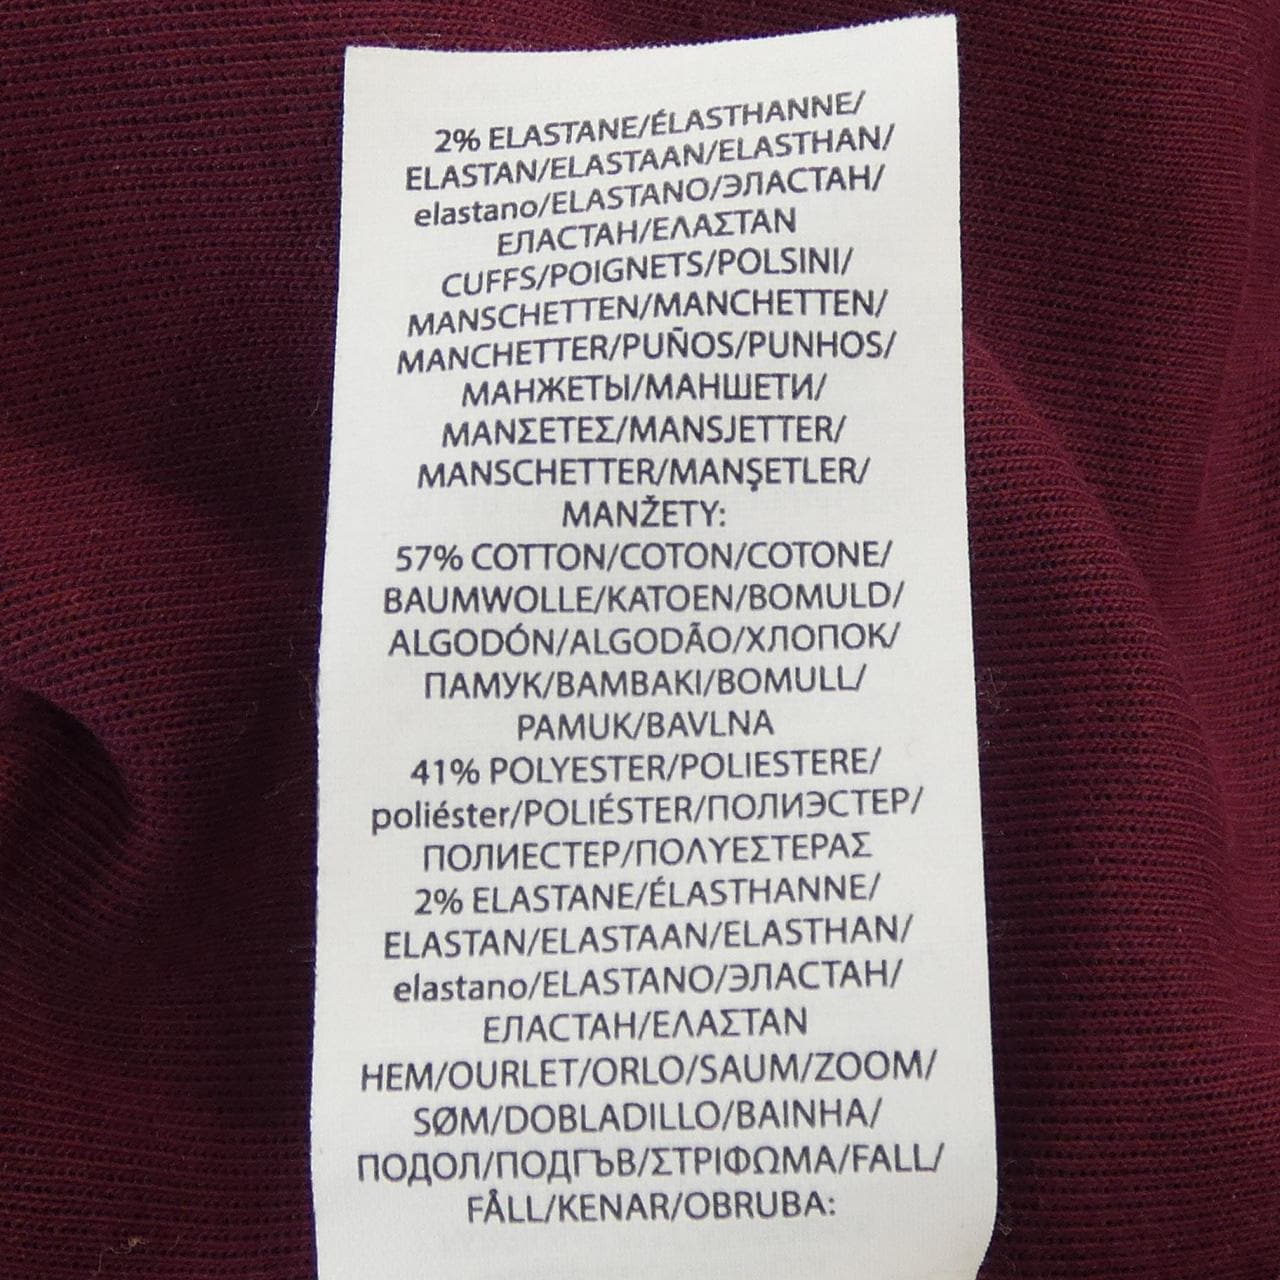 2% ELASTANE/ÉLASTHANNE/
ELASTAN/ELASTAAN/ELASTHAN/
elastano/ELASTANO/ЭЛАСТАН/
ЕЛАСТАН/ΕΛΑΣΤΑΝ
CUFFS/POIGNETS/POLSINI/
MANSCHETTEN/MANCHETTEN/
MANCHETTER/PUÑOS/PUNHOS/
МАНЖЕТЫ/МАНШЕТИ/
ΜΑΝΣΕΤΕΣ/MANSJETTER/
MANSCHETTER/MANŞETLER/
MANŽETY:
57% COTTON/COTON/COTONE/
BAUMWOLLE/KATOEN/BOMULD/
ALGODÓN/ALGODÃO/ХЛОПОК/
ПАМУК/ΒΑΜΒΑΚΙ/BOMULL/
PAMUK/BAVLNA
41% POLYESTER/POLIESTERE/
poliéster/POLIÉSTER/ПОЛИЭСТЕР/
ПОЛИЕСТЕР/ΠΟΛΥΕΣΤΕΡΑΣ
2% ELASTANE/ÉLASTHANNE/
ELASTAN/ELASTAAN/ELASTHAN/
elastano/ELASTANO/ЭЛАСТАН/
ЕЛАСТАН/ΕΛΑΣΤΑΝ
HEM/OURLET/ORLO/SAUM/ZOOM/
SØM/DOBLADILLO/BAINHA/
ПОДОЛ/ПОДГЪВ/ΣΤΡΙΦΩΜΑ/FALL/
FÅLL/KENAR/OBRUBA: